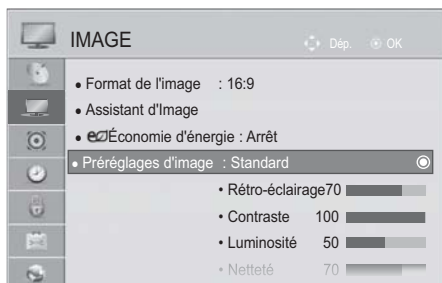 IMAGE
Dép. OK
• Format de l'image : 16:9
• Assistant d'Image
• eco Économie d'énergie : Arrêt
• Préréglages d'image : Standard
• Rétro-éclairage70
• Contraste 100
• Luminosité 50
• Netteté 70